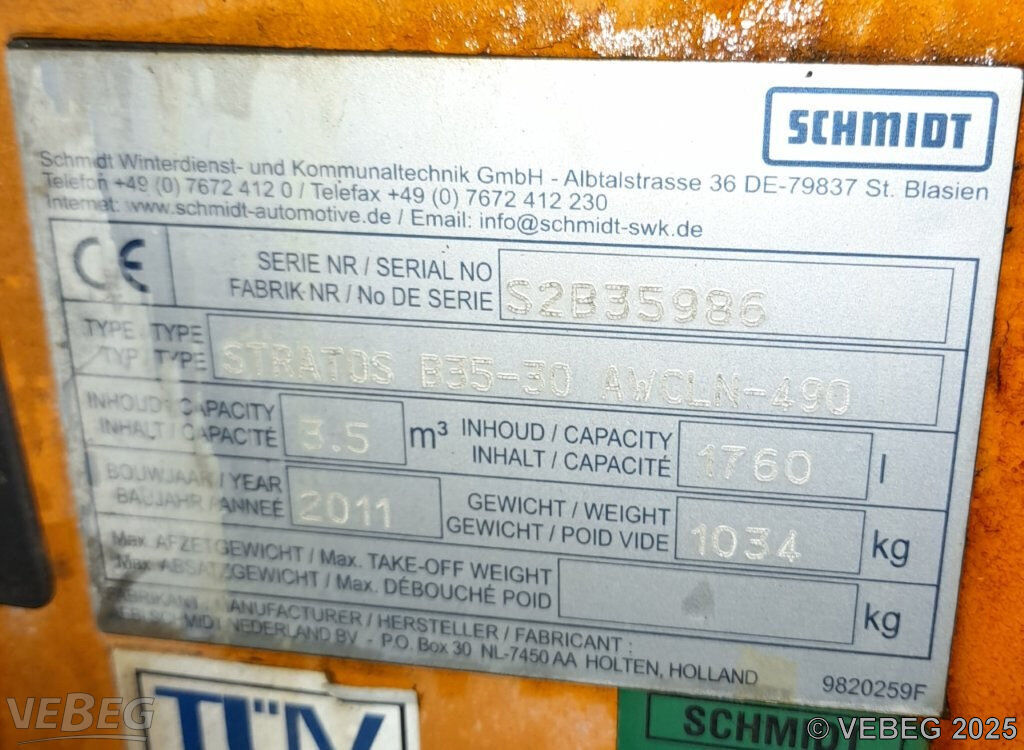 SCHMIDT
Schmidt Winterdienst- und Kommunaltechnik GmbH - Albtalstrasse 36 DE-79837 St. Blasien
Telefon +49 (0) 7672 412 0 / Telefax +49 (0) 7672 412 230
Internet: www.schmidt-automotive.de / Email: info@schmidt-swk.de
CE
SERIE NR / SERIAL NO
FABRIK-NR / No DE SERIE
S2B35986
TYPE / TYPE
TYP / TYPE
STRATOS B35-30 AWCLN-490
INHOUD / CAPACITY
INHALT / CAPACITÉ
3.5 m³
INHOUD / CAPACITY
INHALT / CAPACITÉ
1760 l
BOUWJAAR / YEAR
BAUJAHR / ANNEÉ
2011
GEWICHT / WEIGHT
GEWICHT / POID VIDE
1034 kg
Max. AFZETGEWICHT / Max. TAKE-OFF WEIGHT
Max. ABSATZGEWICHT / Max. DÉBOUCHÉ POID
kg
FABRIKANT / MANUFACTURER / HERSTELLER / FABRICANT :
SCHMIDT NEDERLAND BV - P.O. Box 30 NL-7450 AA HOLTEN, HOLLAND
9820259F
TÜV
SCHMIDT
VEBEG
© VEBEG 2025